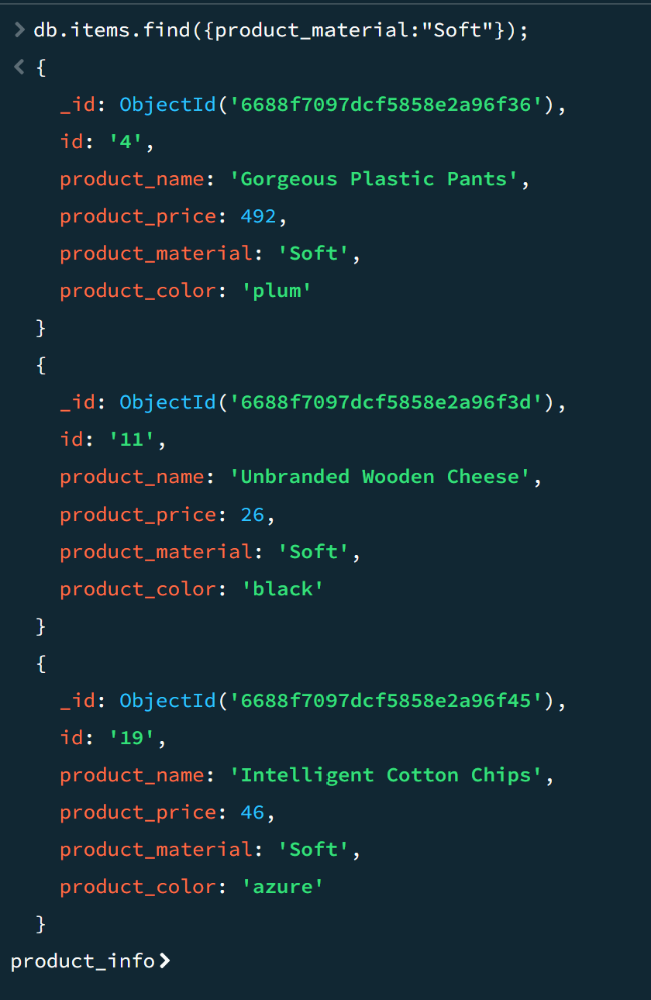 > db.items.find({product_material:"Soft"});
< {
_id: ObjectId('6688f7097dcf5858e2a96f36'),
id: '4',
product_name: 'Gorgeous Plastic Pants',
product_price: 492,
product_material: 'Soft',
product_color: 'plum'
}
{
_id: ObjectId('6688f7097dcf5858e2a96f3d'),
id: '11',
product_name: 'Unbranded Wooden Cheese',
product_price: 26,
product_material: 'Soft',
product_color: 'black'
}
{
_id: ObjectId('6688f7097dcf5858e2a96f45'),
id: '19',
product_name: 'Intelligent Cotton Chips',
product_price: 46,
product_material: 'Soft',
product_color: 'azure'
}
product_info>